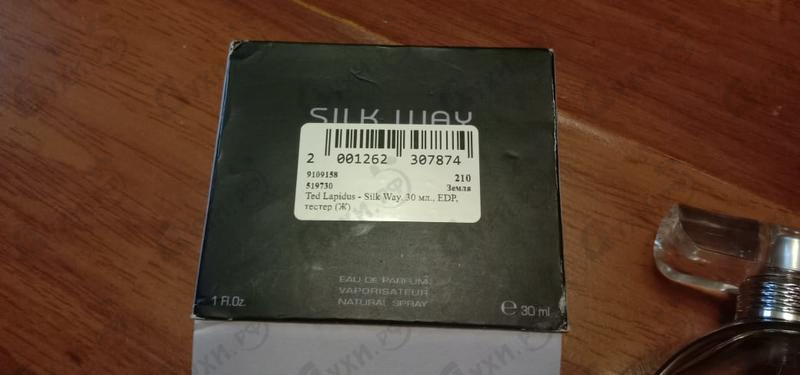 SILK WAY
2 001262 307874
9109158 210
519730 Земля
Ted Lapidus - Silk Way, 30 мл., EDP,
тестер (Ж)
EAU DE PARFUM
VAPORISATEUR
NATURAL SPRAY
1 Fl.Oz. e 30 ml